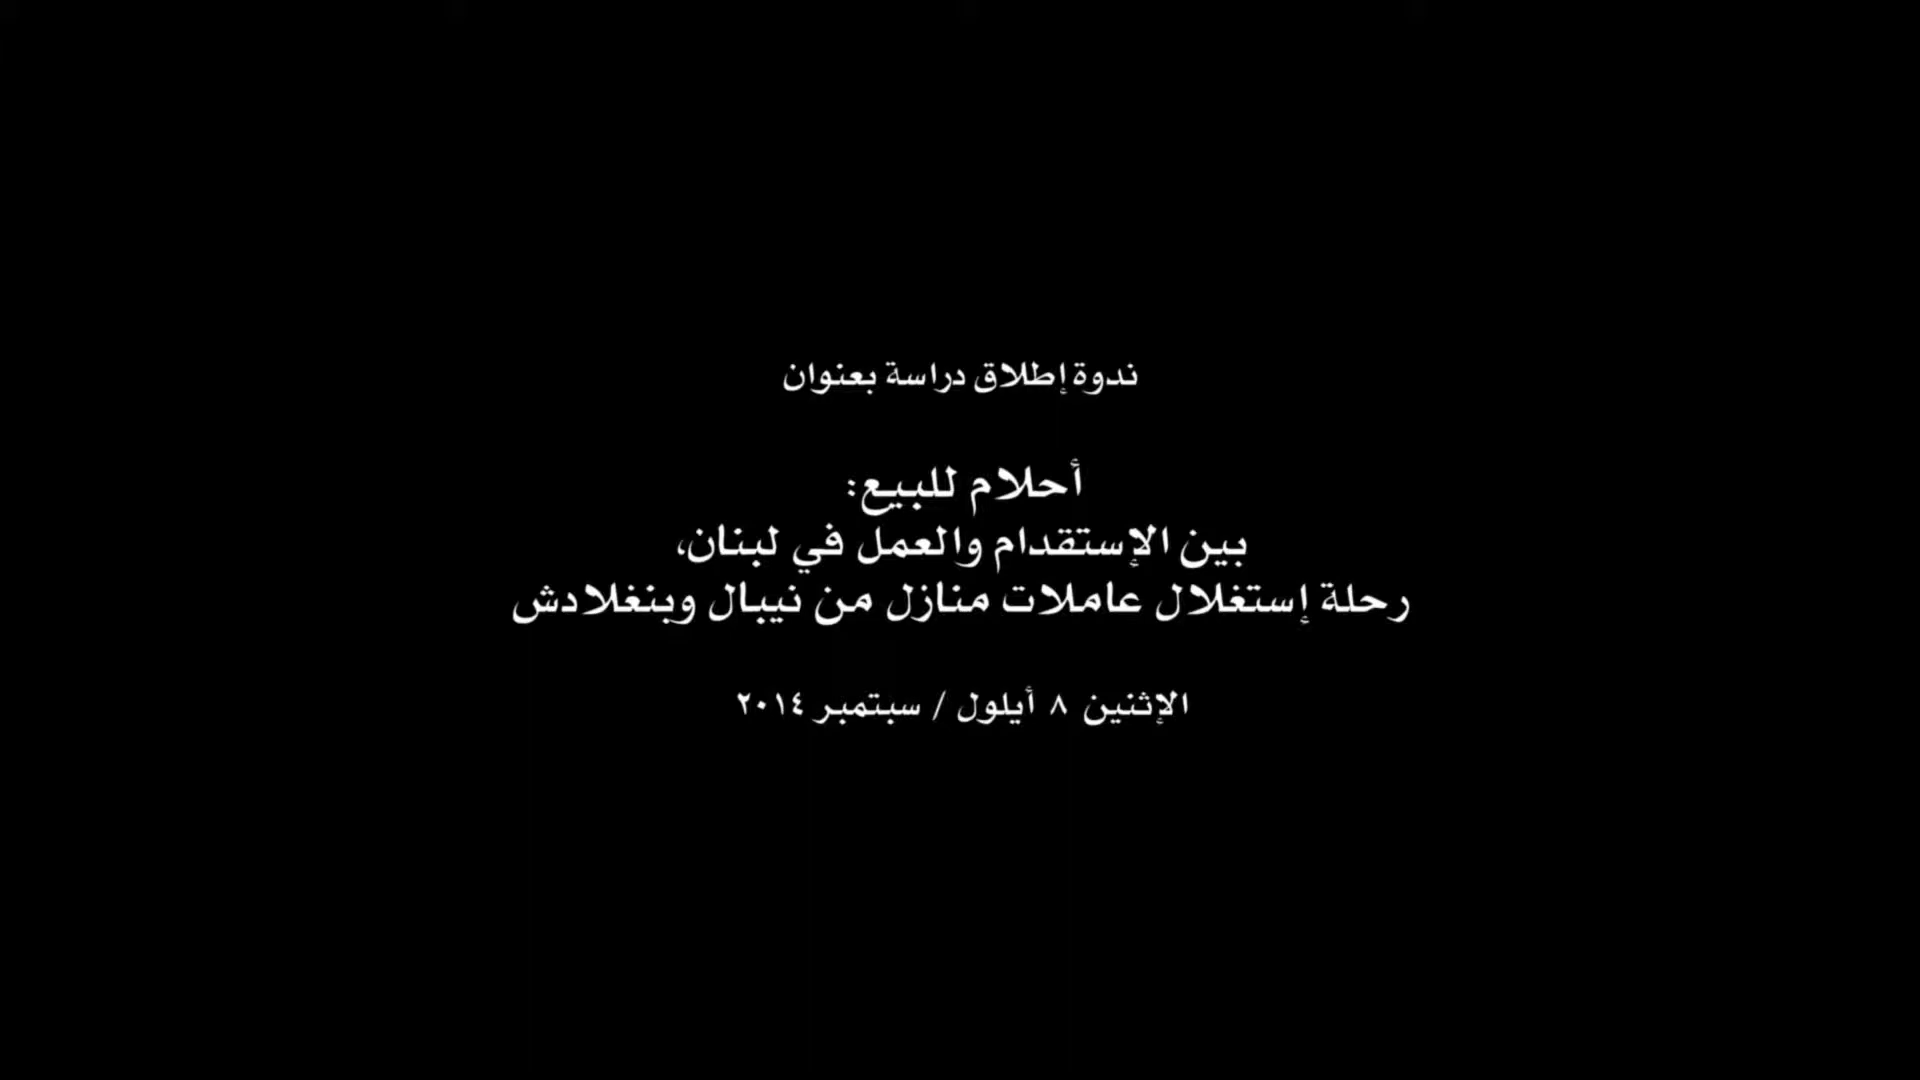 ندوة إطلاق دراسة بعنوان
أحلام للبيع:
بين الإستقدام والعمل في لبنان،
رحلة إستغلال عاملات منازل من نيبال وبنغلادش
الإثنين ٨ أيلول / سبتمبر ٢٠١٤